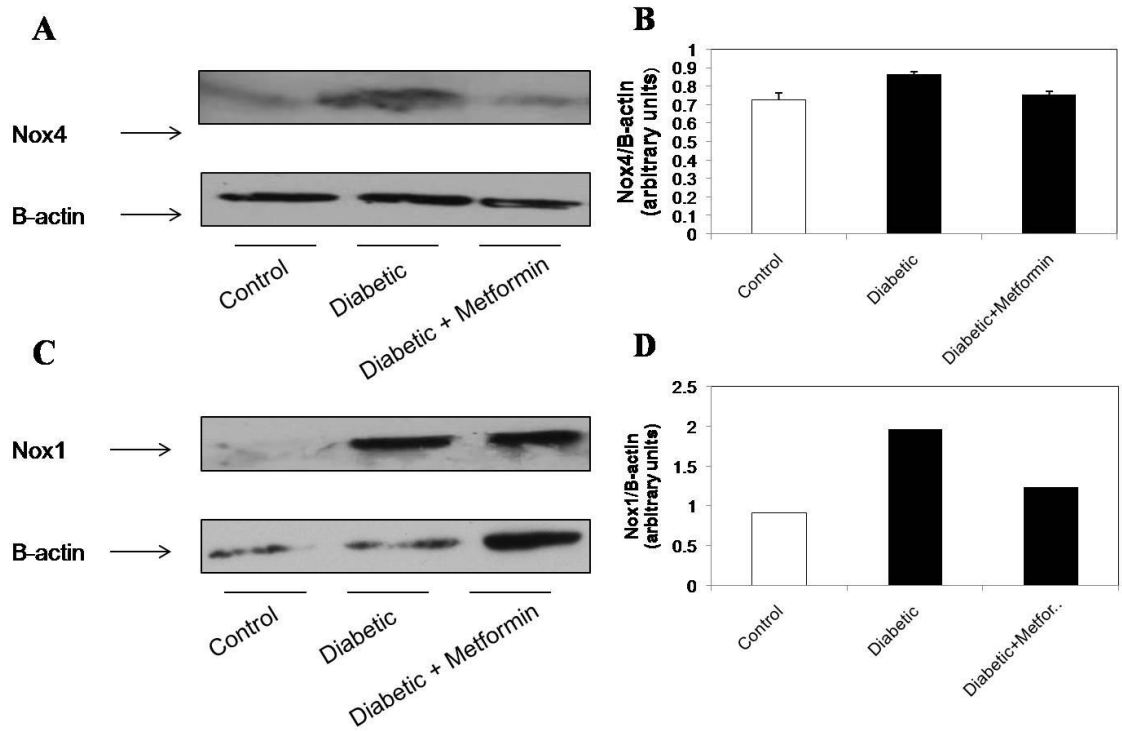 A
Nox4
B-actin
Control
Diabetic
Diabetic + Metformin
B
Nox4/B-actin
(arbitrary units)
1
0.9
0.8
0.7
0.6
0.5
0.4
0.3
0.2
0.1
0
Control
Diabetic
Diabetic+Metformin
C
Nox1
B-actin
Control
Diabetic
Diabetic + Metformin
D
Nox1/B-actin
(arbitrary units)
2.5
2
1.5
1
0.5
0
Control
Diabetic
Diabetic+Metfor..